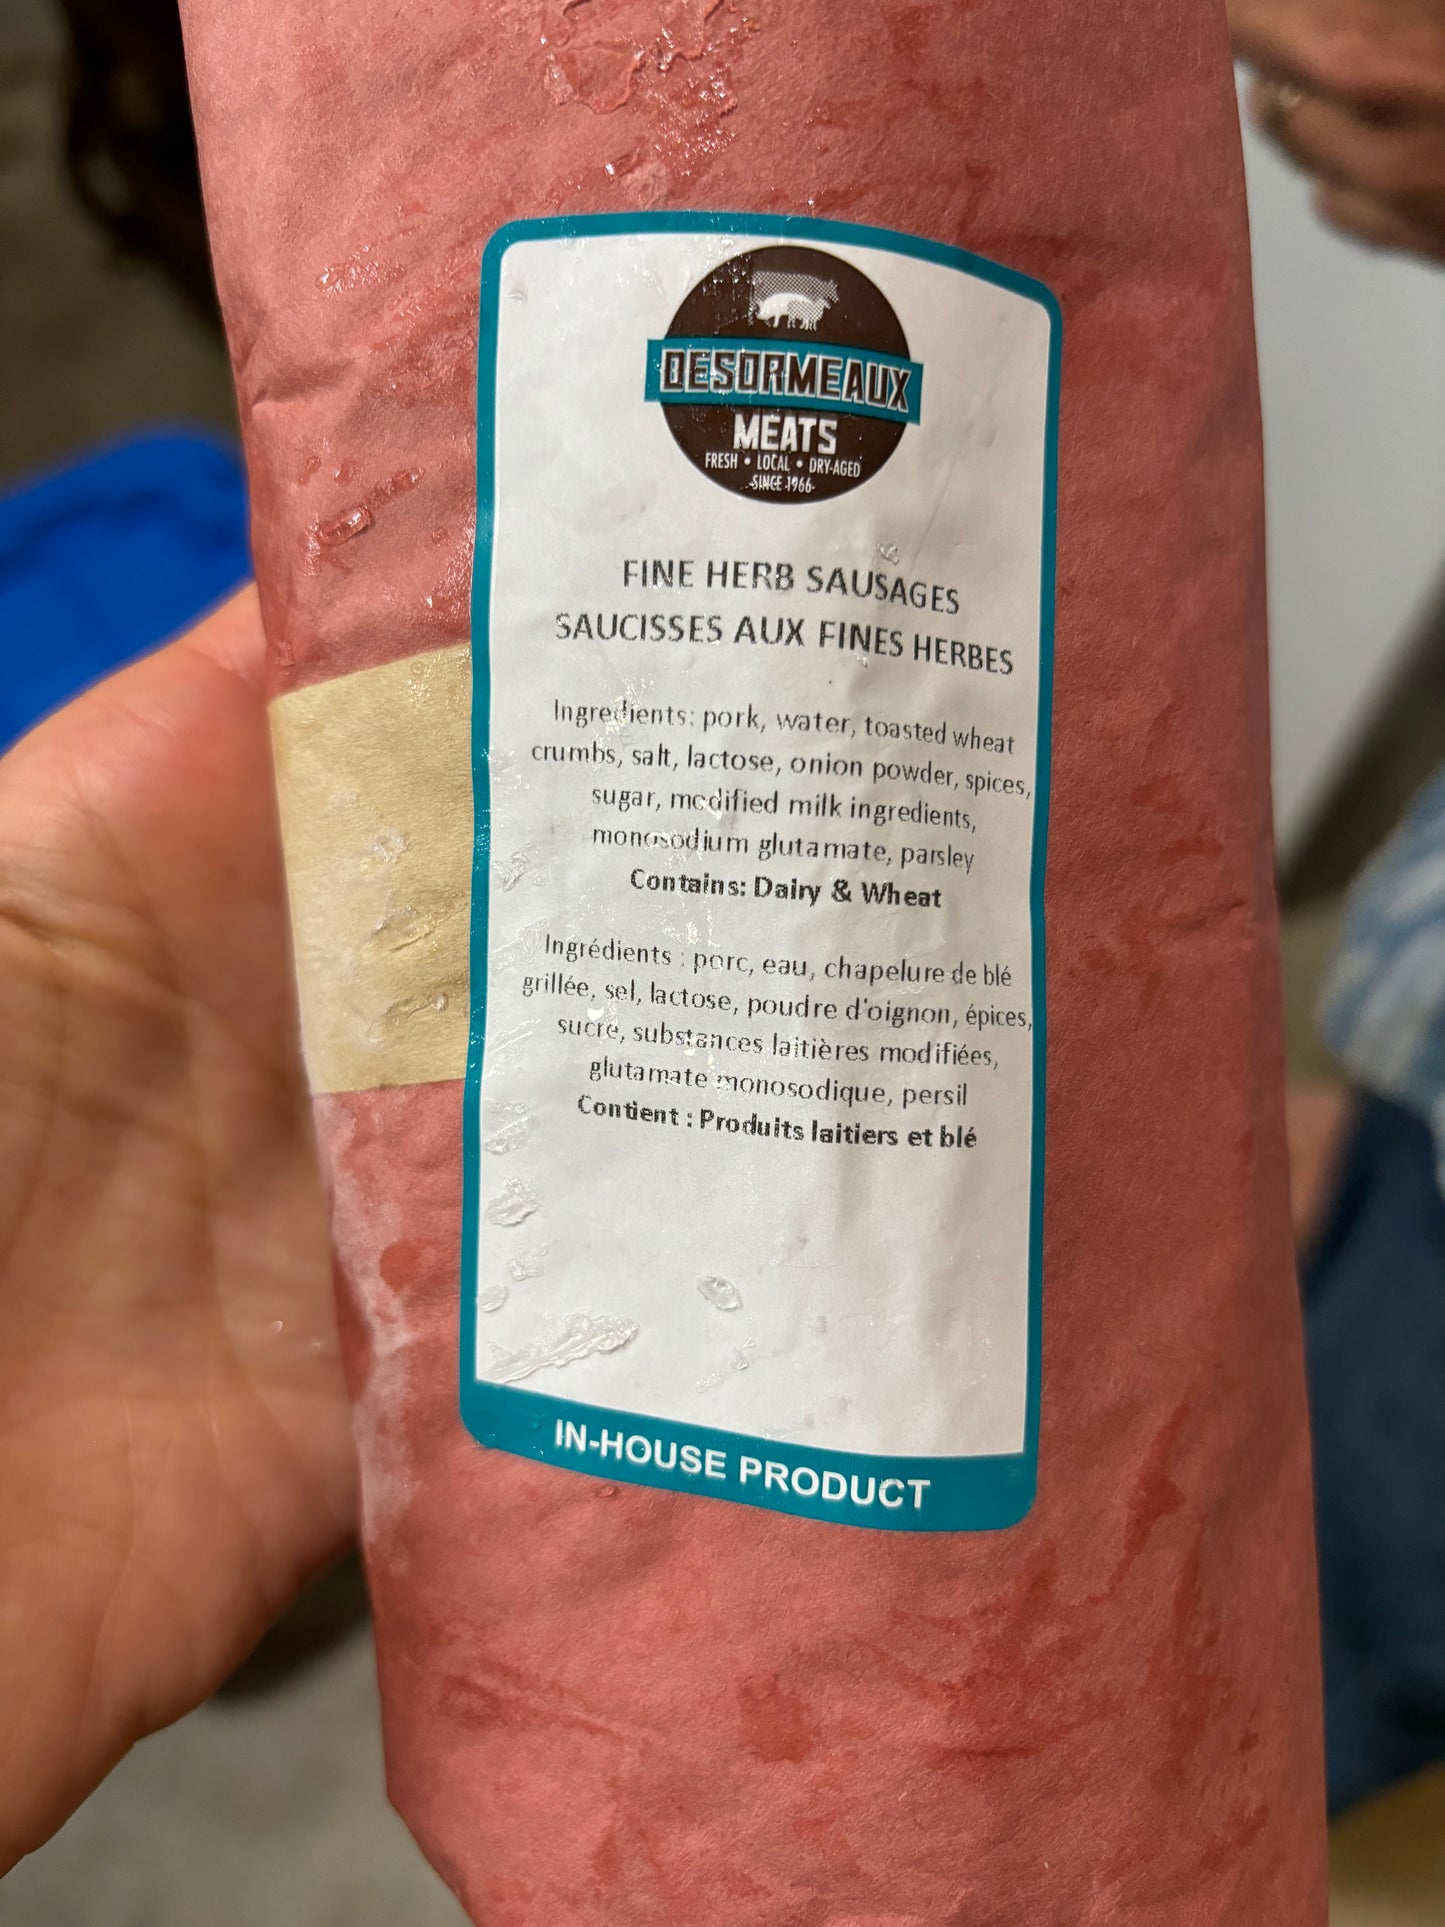 DESORMEAUX
MEATS
FRESH • LOCAL • DRY-AGED
-SINCE 1966-
FINE HERB SAUSAGES
SAUCISSES AUX FINES HERBES
Ingredients: pork, water, toasted wheat
crumbs, salt, lactose, onion powder, spices,
sugar, modified milk ingredients,
monosodium glutamate, parsley
Contains: Dairy & Wheat
Ingrédients : porc, eau, chapelure de blé
grillée, sel, lactose, poudre d'oignon, épices,
sucre, substances laitières modifiées,
glutamate monosodique, persil
Contient : Produits laitiers et blé
IN-HOUSE PRODUCT